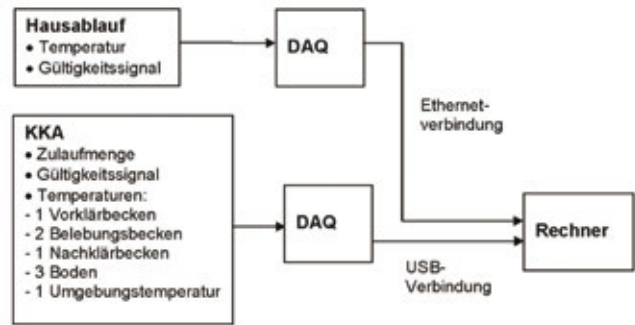 Hausablauf
• Temperatur
• Gültigkeitssignal
DAQ
Ethernet-
verbindung
KKA
• Zulaufmenge
• Gültigkeitssignal
• Temperaturen:
- 1 Vorklärbecken
- 2 Belebungsbecken
- 1 Nachklärbecken
- 3 Boden
- 1 Umgebungstemperatur
DAQ
USB-
Verbindung
Rechner